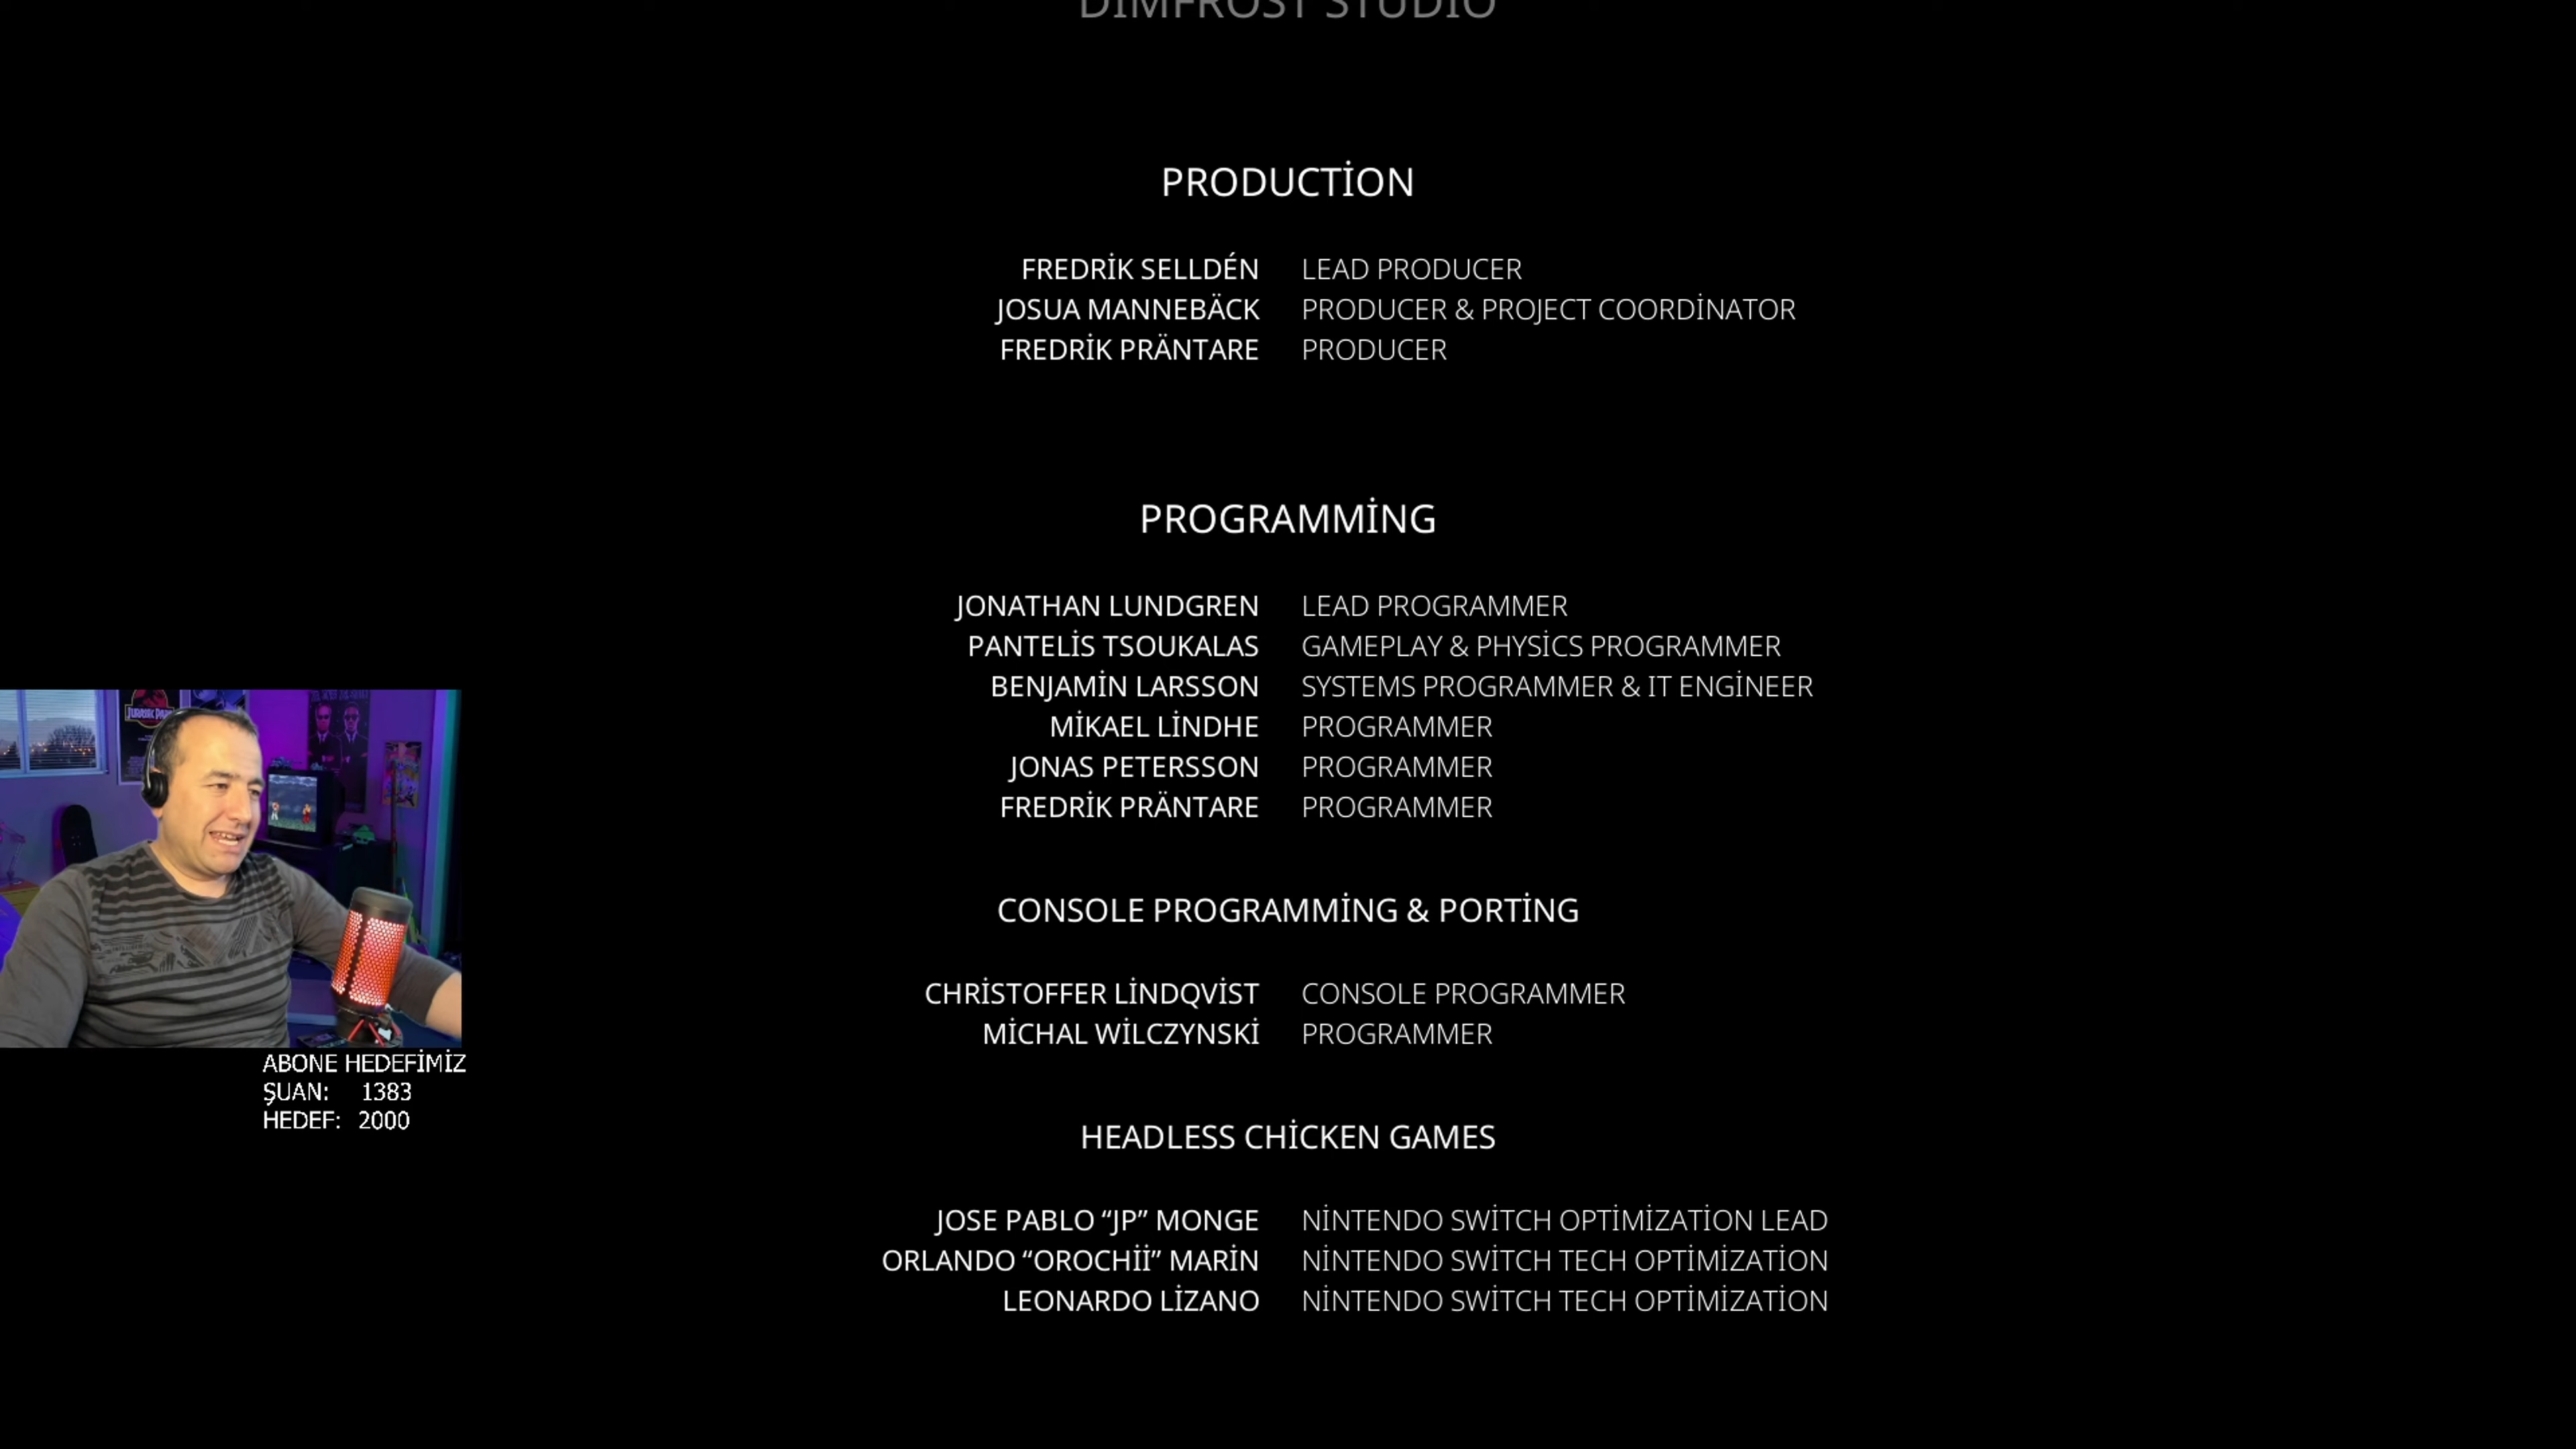 DIMFROST STUDIO
PRODUCTİON
FREDRİK SELLDÉN LEAD PRODUCER
JOSUA MANNEBÄCK PRODUCER & PROJECT COORDİNATOR
FREDRİK PRÄNTARE PRODUCER
PROGRAMMİNG
JONATHAN LUNDGREN LEAD PROGRAMMER
PANTELİS TSOUKALAS GAMEPLAY & PHYSİCS PROGRAMMER
BENJAMİN LARSSON SYSTEMS PROGRAMMER & IT ENGİNEER
MİKAEL LİNDHE PROGRAMMER
JONAS PETERSSON PROGRAMMER
FREDRİK PRÄNTARE PROGRAMMER
CONSOLE PROGRAMMİNG & PORTİNG
CHRİSTOFFER LİNDQVİST CONSOLE PROGRAMMER
MİCHAL WİLCZYNSKİ PROGRAMMER
HEADLESS CHİCKEN GAMES
JOSE PABLO “JP” MONGE NİNTENDO SWİTCH OPTİMİZATİON LEAD
ORLANDO “OROCHİİ” MARİN NİNTENDO SWİTCH TECH OPTİMİZATİON
LEONARDO LİZANO NİNTENDO SWİTCH TECH OPTİMİZATİON
JURASSIC PARK
ABONE HEDEFİMİZ
ŞUAN: 1383
HEDEF: 2000